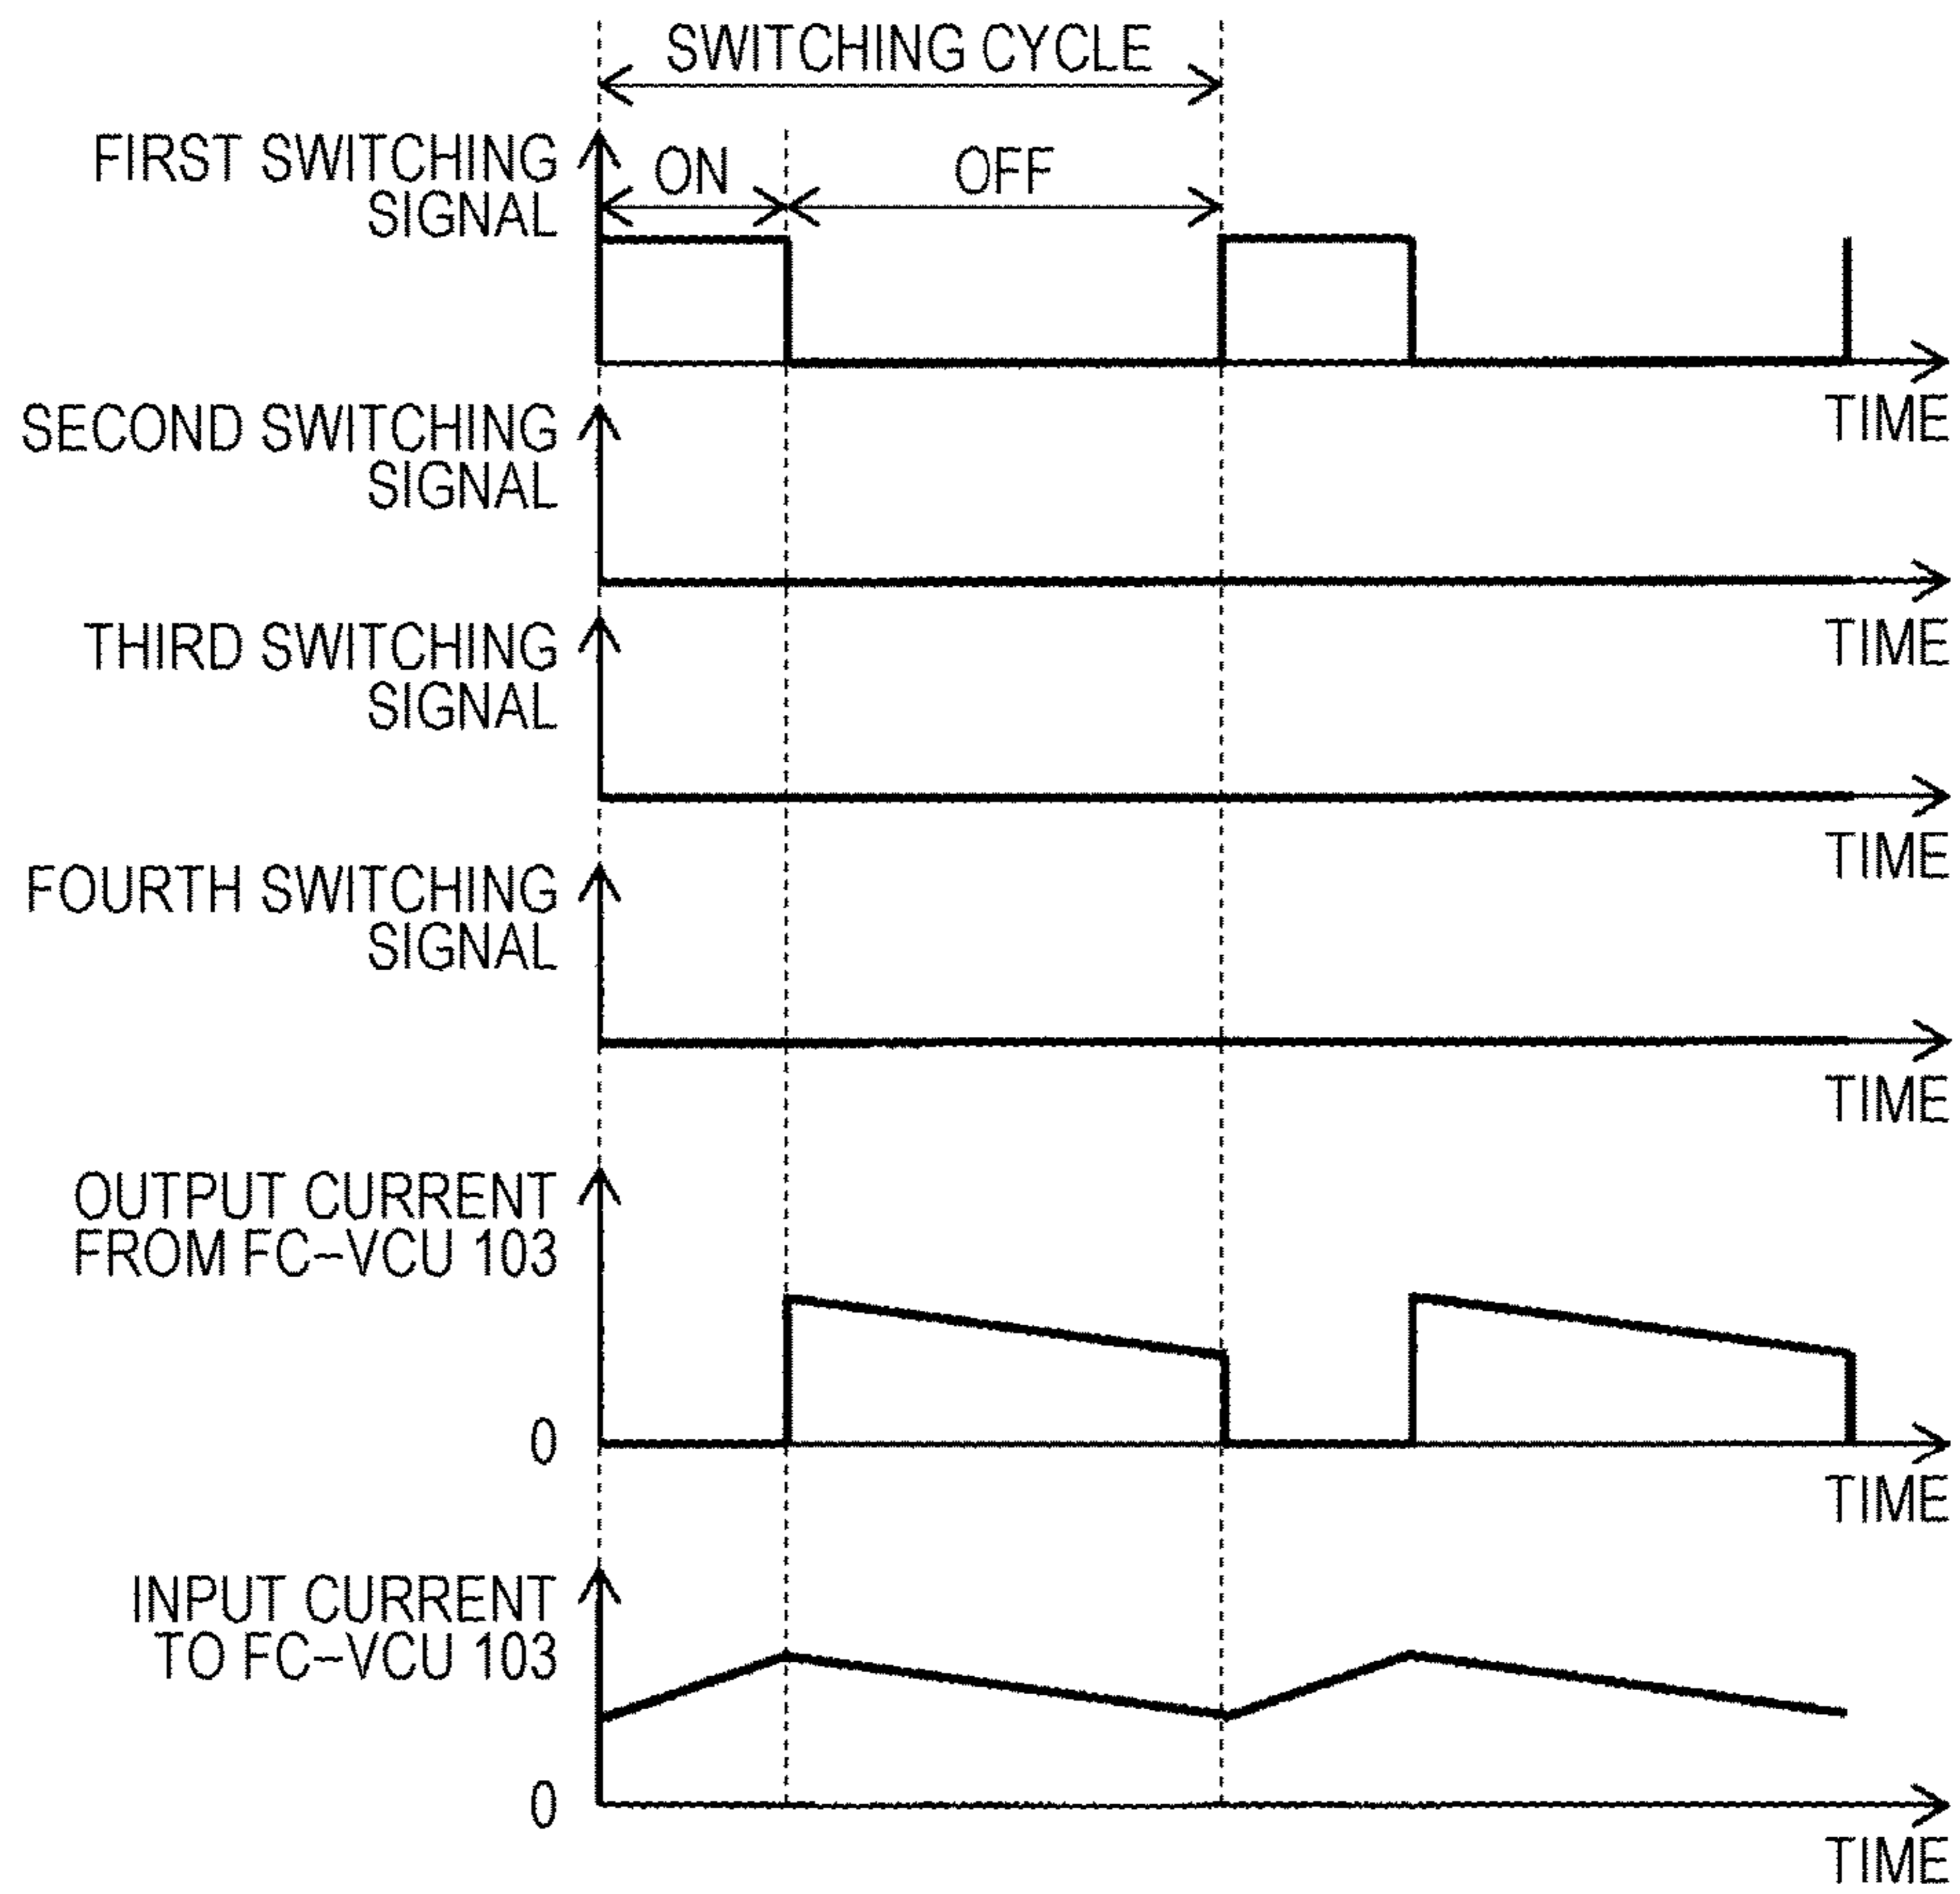 SWITCHING CYCLE
FIRST SWITCHING
SIGNAL
ON
OFF
TIME
SECOND SWITCHING
SIGNAL
TIME
THIRD SWITCHING
SIGNAL
TIME
FOURTH SWITCHING
SIGNAL
TIME
OUTPUT CURRENT
FROM FC-VCU 103
0
TIME
INPUT CURRENT
TO FC-VCU 103
0
TIME